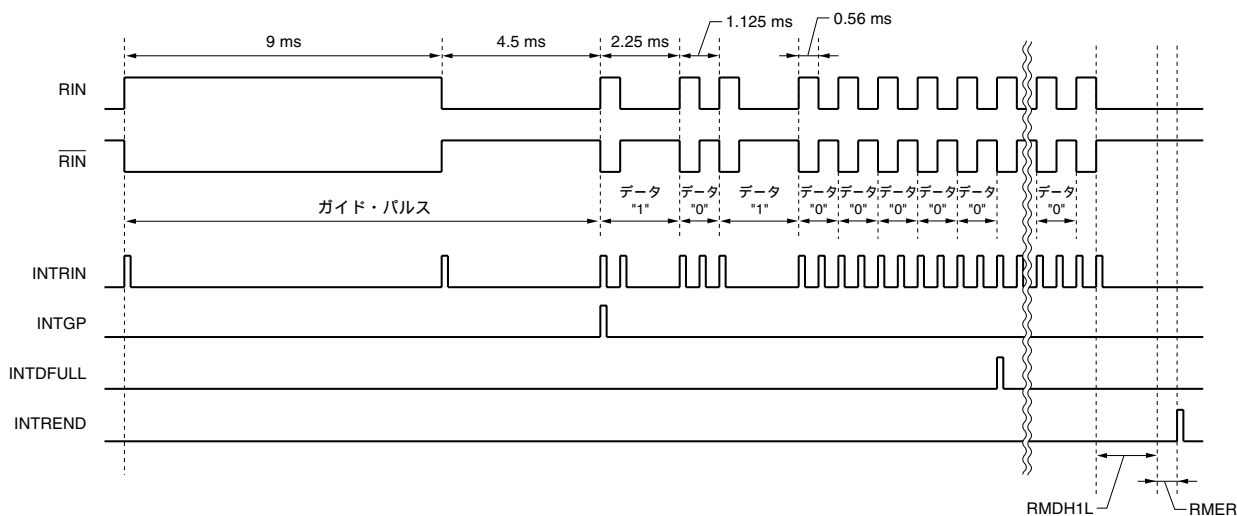 1.125 ms
0.56 ms
9 ms
4.5 ms
2.25 ms
RIN
RIN
ガイド・パルス
データ
"1"
データ
"0"
データ
"1"
データ
"0"
データ
"0"
データ
"0"
データ
"0"
データ
"0"
データ
"0"
INTRIN
INTGP
INTDFULL
INTREND
RMDH1L
RMER